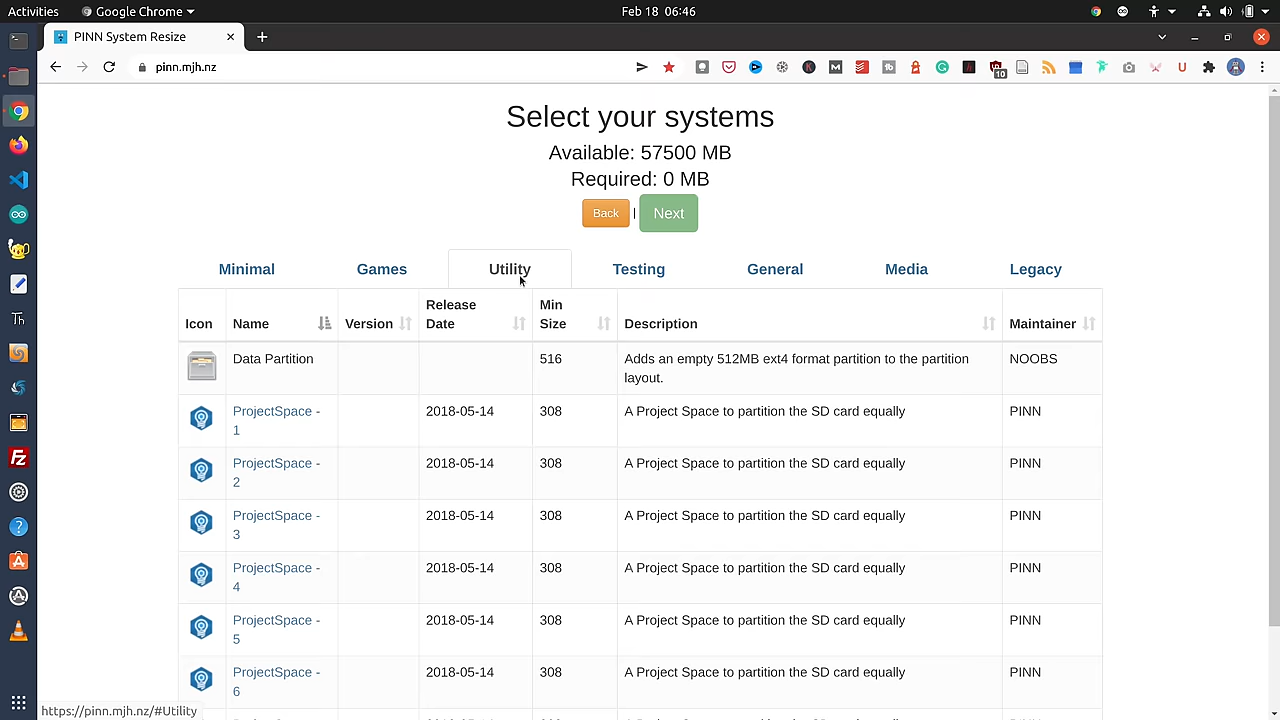 Activities
Google Chrome
Feb 18 06:46
PINN System Resize
pinn.mjh.nz
10
Select your systems
Available: 57500 MB
Required: 0 MB
Back | Next
Minimal Games Utility Testing General Media Legacy
Icon Name Version Release Date Min Size Description Maintainer
Data Partition 516 Adds an empty 512MB ext4 format partition to the partition layout. NOOBS
ProjectSpace - 1 2018-05-14 308 A Project Space to partition the SD card equally PINN
ProjectSpace - 2 2018-05-14 308 A Project Space to partition the SD card equally PINN
ProjectSpace - 3 2018-05-14 308 A Project Space to partition the SD card equally PINN
ProjectSpace - 4 2018-05-14 308 A Project Space to partition the SD card equally PINN
ProjectSpace - 5 2018-05-14 308 A Project Space to partition the SD card equally PINN
ProjectSpace - 6 2018-05-14 308 A Project Space to partition the SD card equally PINN
https://pinn.mjh.nz/#Utility